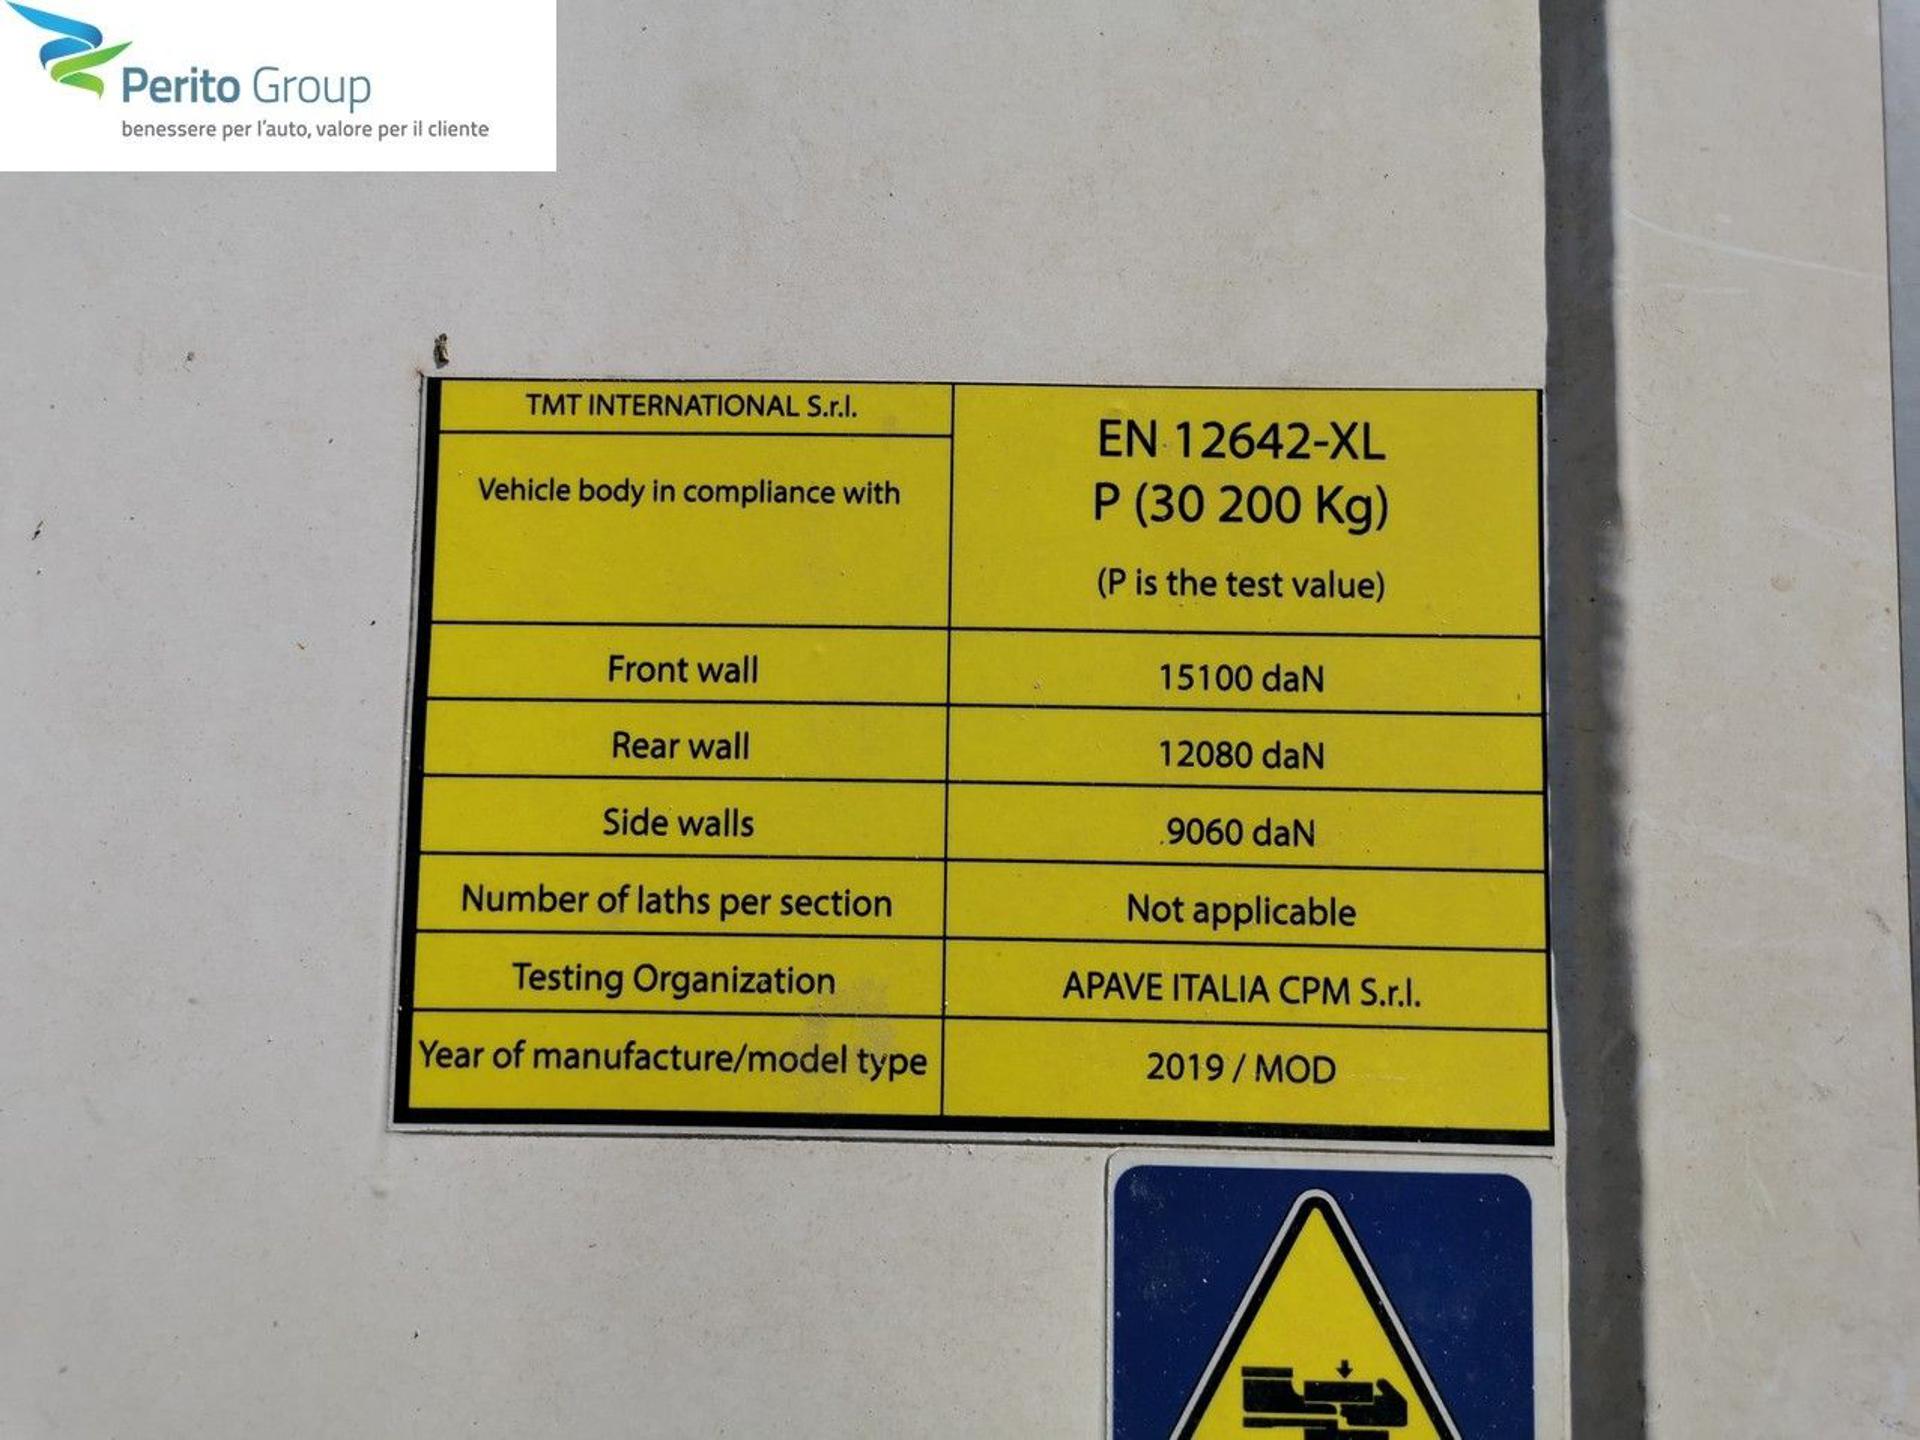 Perito Group
benessere per l'auto, valore per il cliente
TMT INTERNATIONAL S.r.l.
Vehicle body in compliance with
EN 12642-XL
P (30 200 Kg)
(P is the test value)
Front wall
15100 daN
Rear wall
12080 daN
Side walls
9060 daN
Number of laths per section
Not applicable
Testing Organization
APAVE ITALIA CPM S.r.l.
Year of manufacture/model type
2019 / MOD